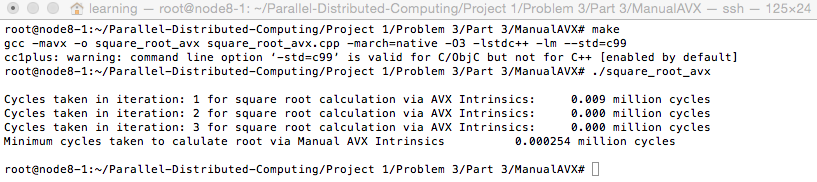 learning — root@node8-1: ~/Parallel-Distributed-Computing/Project 1/Problem 3/Part 3/ManualAVX — ssh — 125×24
root@node8-1:~/Parallel-Distributed-Computing/Project 1/Problem 3/Part 3/ManualAVX# make
gcc -mavx -o square_root_avx square_root_avx.cpp -march=native -O3 -lstdc++ -lm --std=c99
cc1plus: warning: command line option ‘-std=c99’ is valid for C/ObjC but not for C++ [enabled by default]
root@node8-1:~/Parallel-Distributed-Computing/Project 1/Problem 3/Part 3/ManualAVX# ./square_root_avx
Cycles taken in iteration: 1 for square root calculation via AVX Intrinsics: 0.009 million cycles
Cycles taken in iteration: 2 for square root calculation via AVX Intrinsics: 0.000 million cycles
Cycles taken in iteration: 3 for square root calculation via AVX Intrinsics: 0.000 million cycles
Minimum cycles taken to calulate root via Manual AVX Intrinsics 0.000254 million cycles
root@node8-1:~/Parallel-Distributed-Computing/Project 1/Problem 3/Part 3/ManualAVX#